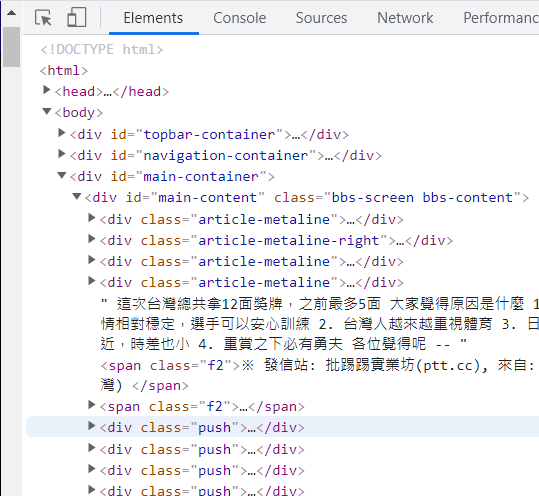 Elements Console Sources Network Performanc
<!DOCTYPE html>
<html>
<head>…</head>
<body>
<div id="topbar-container">…</div>
<div id="navigation-container">…</div>
<div id="main-container">
<div id="main-content" class="bbs-screen bbs-content">
<div class="article-metaline">…</div>
<div class="article-metaline-right">…</div>
<div class="article-metaline">…</div>
<div class="article-metaline">…</div>
" 這次台灣總共拿12面獎牌，之前最多5面 大家覺得原因是什麼 1
情相對穩定，選手可以安心訓練 2. 台灣人越來越重視體育 3. 日
近，時差也小 4. 重賞之下必有勇夫 各位覺得呢 -- "
<span class="f2">※ 發信站: 批踢踢實業坊(ptt.cc), 來自:
灣) </span>
<span class="f2">…</span>
<div class="push">…</div>
<div class="push">…</div>
<div class="push">…</div>
<div class="push">…</div>